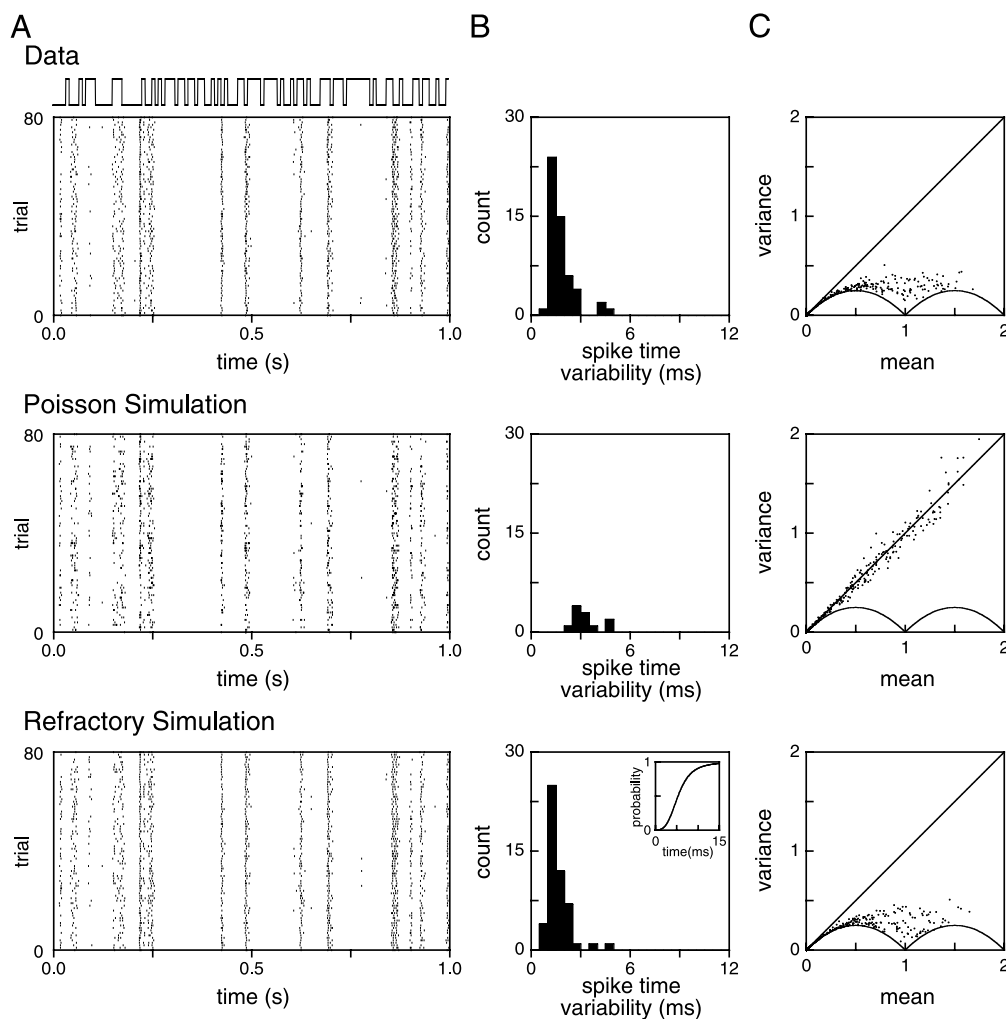 A
B
C
Data
80
trial
0
0.0
0.5
1.0
time (s)
30
count
15
0
0
6
12
spike time
variability (ms)
2
variance
1
0
0
1
2
mean
Poisson Simulation
80
trial
0
0.0
0.5
1.0
time (s)
30
count
15
0
0
6
12
spike time
variability (ms)
2
variance
1
0
0
1
2
mean
Refractory Simulation
80
trial
0
0.0
0.5
1.0
time (s)
30
count
15
0
0
6
12
spike time
variability (ms)
1
probability
0
0
15
time(ms)
2
variance
1
0
0
1
2
mean